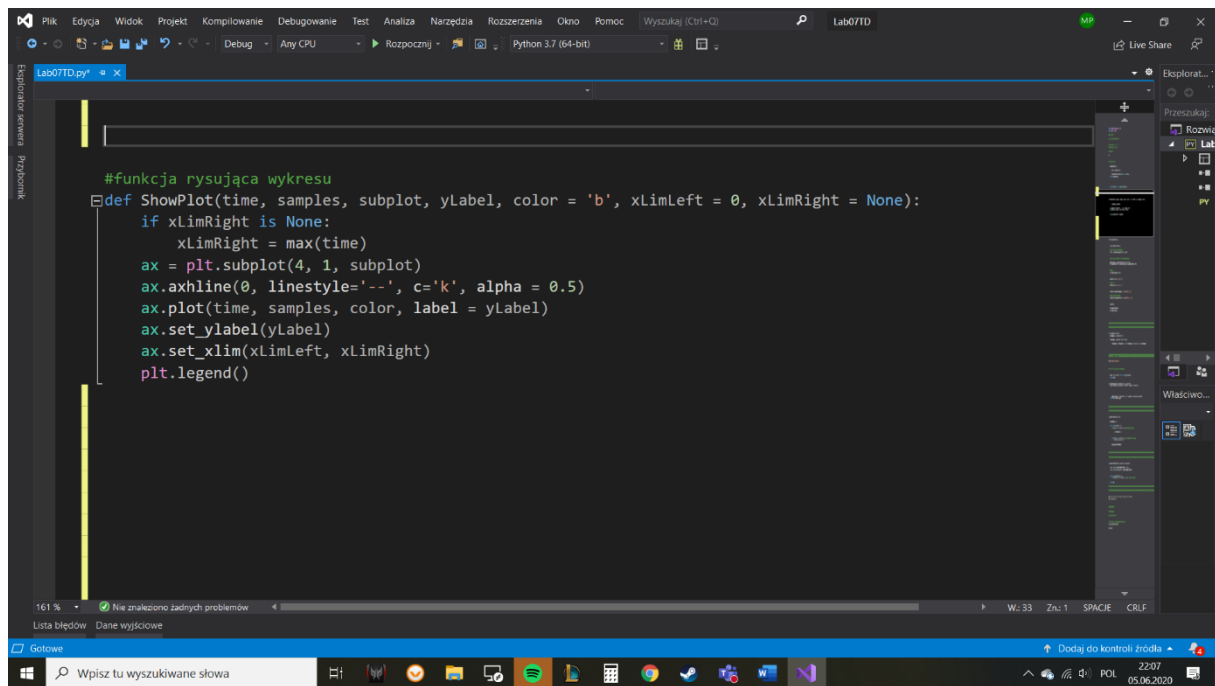 Plik Edycja Widok Projekt Kompilowanie Debugowanie Test Analiza Narzędzia Rozszerzenia Okno Pomoc Wyszukaj (Ctrl+Q) Lab07TD MP
Debug Any CPU Rozpocznij Python 3.7 (64-bit) Live Share
Eksplorator serwera
Przybornik
Lab07TD.py* Eksplorat...
Przeszukaj:
Rozwią
PY Lab
PY
#funkcja rysująca wykresu
def ShowPlot(time, samples, subplot, yLabel, color = 'b', xLimLeft = 0, xLimRight = None):
if xLimRight is None:
xLimRight = max(time)
ax = plt.subplot(4, 1, subplot)
ax.axhline(0, linestyle='--', c='k', alpha = 0.5)
ax.plot(time, samples, color, label = yLabel)
ax.set_ylabel(yLabel)
ax.set_xlim(xLimLeft, xLimRight)
plt.legend()
Właściwo...
161 % Nie znaleziono żadnych problemów W.: 33 Zn.: 1 SPACJE CRLF
Lista błędów Dane wyjściowe
Gotowe Dodaj do kontroli źródła 4
Wpisz tu wyszukiwane słowa POL 22:07
05.06.2020